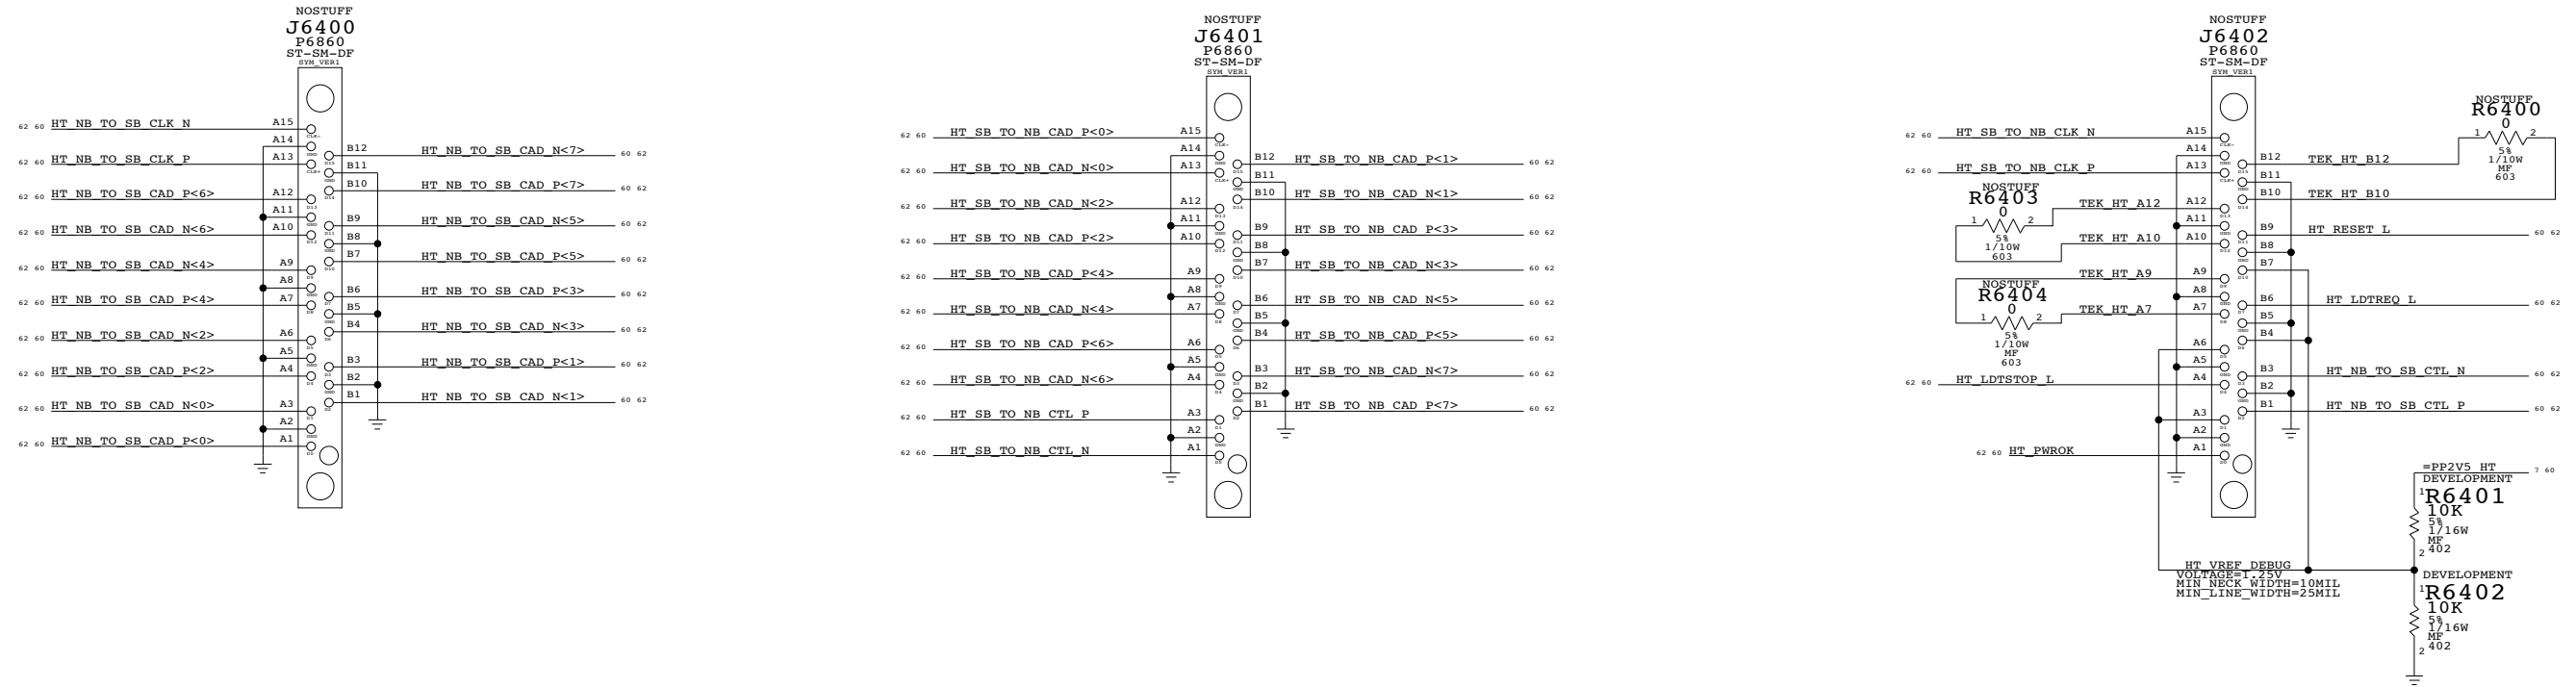 NOSTUFF
J6400
P6860
ST-SM-DF
SYM_VER1
62 60 HT_NB_TO_SB_CLK_N A15
A14
62 60 HT_NB_TO_SB_CLK_P A13
62 60 HT_NB_TO_SB_CAD_P<6> A12
A11
62 60 HT_NB_TO_SB_CAD_N<6> A10
62 60 HT_NB_TO_SB_CAD_N<4> A9
A8
62 60 HT_NB_TO_SB_CAD_P<4> A7
62 60 HT_NB_TO_SB_CAD_N<2> A6
A5
62 60 HT_NB_TO_SB_CAD_P<2> A4
62 60 HT_NB_TO_SB_CAD_N<0> A3
A2
62 60 HT_NB_TO_SB_CAD_P<0> A1
B12 HT_NB_TO_SB_CAD_N<7> 60 62
B11
B10 HT_NB_TO_SB_CAD_P<7> 60 62
B9 HT_NB_TO_SB_CAD_N<5> 60 62
B8
B7 HT_NB_TO_SB_CAD_P<5> 60 62
B6 HT_NB_TO_SB_CAD_P<3> 60 62
B5
B4 HT_NB_TO_SB_CAD_N<3> 60 62
B3 HT_NB_TO_SB_CAD_P<1> 60 62
B2
B1 HT_NB_TO_SB_CAD_N<1> 60 62
NOSTUFF
J6401
P6860
ST-SM-DF
SYM_VER1
62 60 HT_SB_TO_NB_CAD_P<0> A15
A14
62 60 HT_SB_TO_NB_CAD_N<0> A13
62 60 HT_SB_TO_NB_CAD_N<2> A12
A11
62 60 HT_SB_TO_NB_CAD_P<2> A10
62 60 HT_SB_TO_NB_CAD_P<4> A9
A8
62 60 HT_SB_TO_NB_CAD_N<4> A7
62 60 HT_SB_TO_NB_CAD_P<6> A6
A5
62 60 HT_SB_TO_NB_CAD_N<6> A4
62 60 HT_SB_TO_NB_CTL_P A3
A2
62 60 HT_SB_TO_NB_CTL_N A1
B12 HT_SB_TO_NB_CAD_P<1> 60 62
B11
B10 HT_SB_TO_NB_CAD_N<1> 60 62
B9 HT_SB_TO_NB_CAD_P<3> 60 62
B8
B7 HT_SB_TO_NB_CAD_N<3> 60 62
B6 HT_SB_TO_NB_CAD_N<5> 60 62
B5
B4 HT_SB_TO_NB_CAD_P<5> 60 62
B3 HT_SB_TO_NB_CAD_N<7> 60 62
B2
B1 HT_SB_TO_NB_CAD_P<7> 60 62
NOSTUFF
J6402
P6860
ST-SM-DF
SYM_VER1
62 60 HT_SB_TO_NB_CLK_N A15
A14
62 60 HT_SB_TO_NB_CLK_P A13
NOSTUFF
R6403
0
1 2
5%
1/10W
603
TEK_HT_A12 A12
A11
TEK_HT_A10 A10
TEK_HT_A9 A9
A8
NOSTUFF
R6404
0
1 2
5%
1/10W
MF
603
TEK_HT_A7 A7
A6
A5
62 60 HT_LDTSTOP_L A4
A3
A2
62 60 HT_PWROK A1
NOSTUFF
R6400
0
1 2
5%
1/10W
MF
603
B12 TEK_HT_B12
B11
B10 TEK_HT_B10
B9 HT_RESET_L 60 62
B8
B7
B6 HT_LDTREQ_L 60 62
B5
B4
B3 HT_NB_TO_SB_CTL_N 60 62
B2
B1 HT_NB_TO_SB_CTL_P 60 62
=PP2V5_HT 7 60
DEVELOPMENT
1
R6401
10K
5%
1/16W
MF
402
2
HT_VREF_DEBUG
VOLTAGE=1.25V
MIN_NECK_WIDTH=10MIL
MIN_LINE_WIDTH=25MIL
DEVELOPMENT
1
R6402
10K
5%
1/16W
MF
402
2